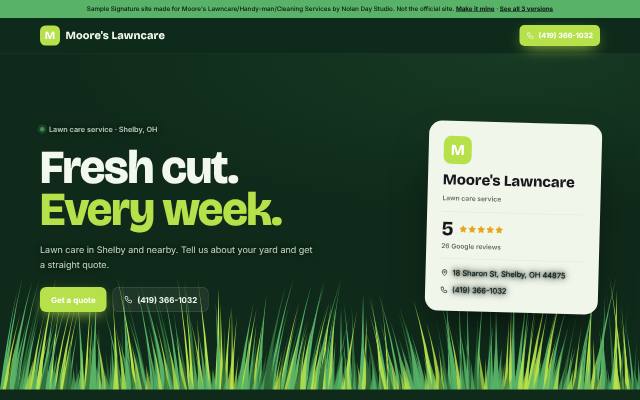 Sample Signature site made for Moore's Lawncare/Handy-man/Cleaning Services by Nolan Day Studio. Not the official site. Make it mine · See all 3 versions
M Moore's Lawncare
(419) 366-1032
Lawn care service · Shelby, OH
Fresh cut.
Every week.
Lawn care in Shelby and nearby. Tell us about your yard and get
a straight quote.
Get a quote
(419) 366-1032
M
Moore's Lawncare
Lawn care service
5 ★★★★★
26 Google reviews
18 Sharon St, Shelby, OH 44875
(419) 366-1032